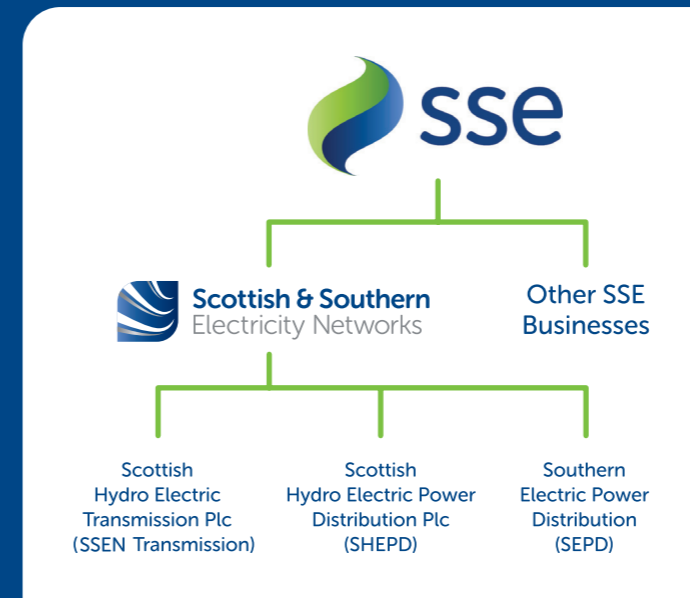 sse
Scottish & Southern
Electricity Networks
Other SSE
Businesses
Scottish
Hydro Electric
Transmission Plc
(SSEN Transmission)
Scottish
Hydro Electric Power
Distribution Plc
(SHEPD)
Southern
Electric Power
Distribution
(SEPD)